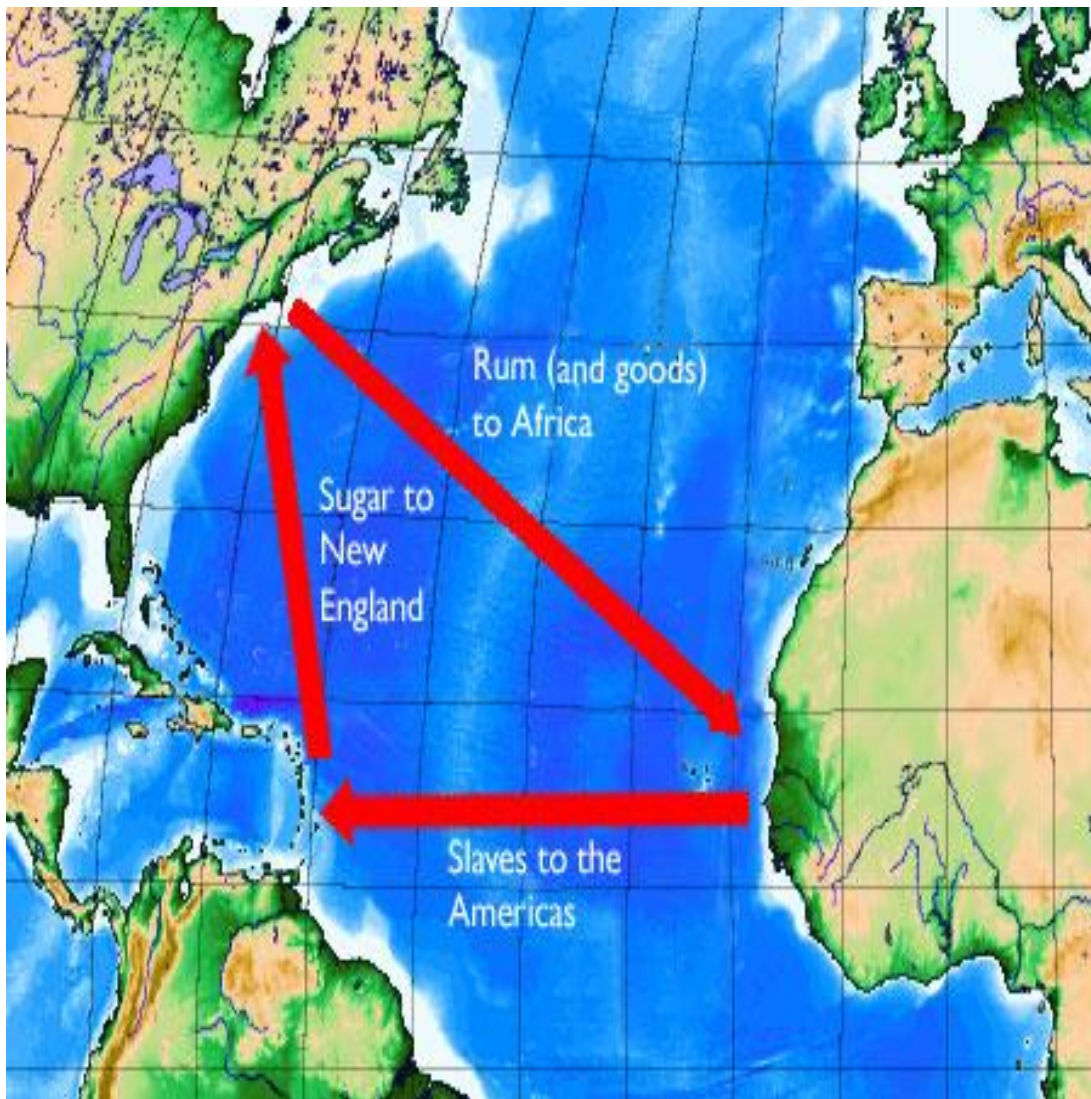 Rum (and goods)
to Africa
Sugar to
New
England
Slaves to the
Americas